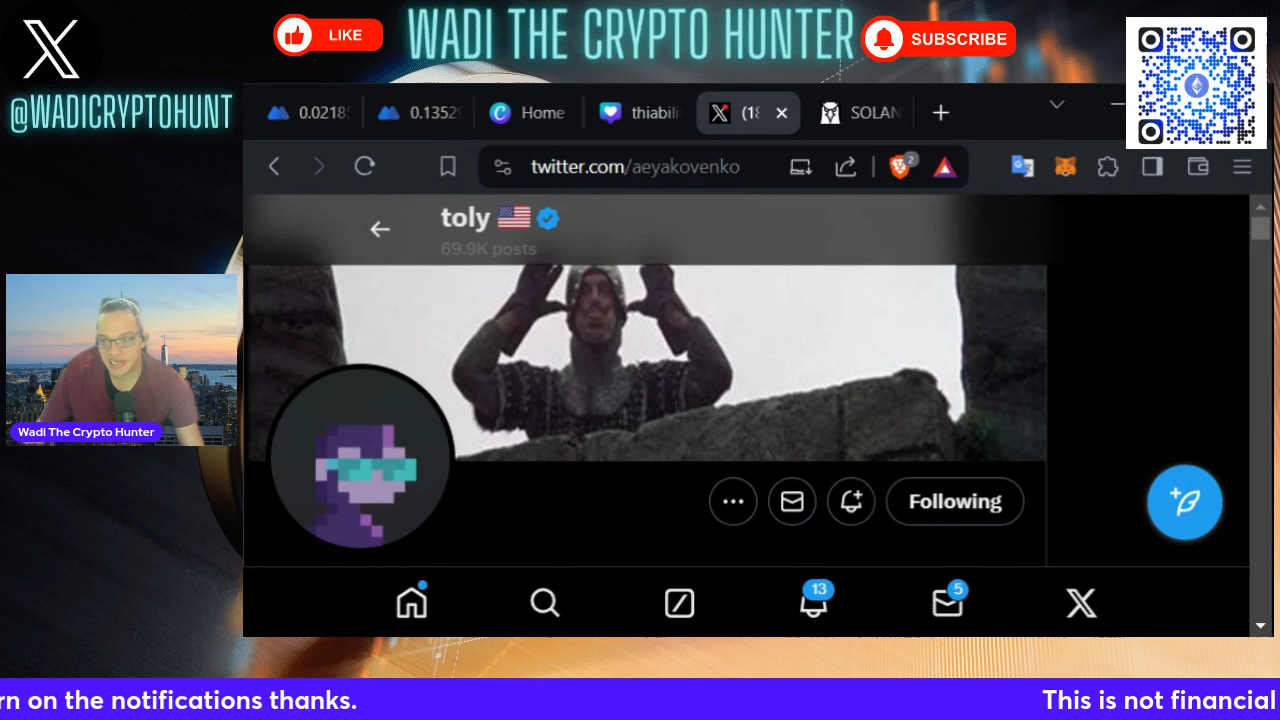 LIKE
WADI THE CRYPTO HUNTER
SUBSCRIBE
@WADICRYPTOHUNT
0.0218
0.1352
Home
thiabili
(18
SOLAN
twitter.com/aeyakovenko
2
toly
69.9K posts
Wadi The Crypto Hunter
Following
13
5
rn on the notifications thanks.
This is not financial